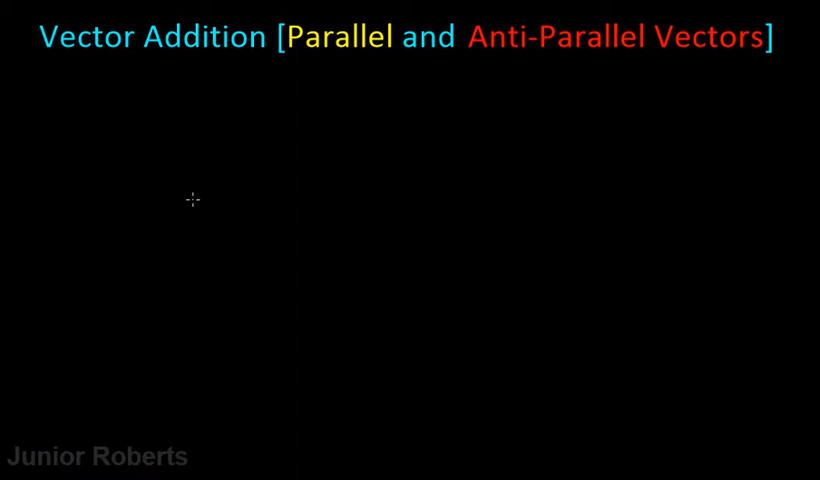 Vector Addition [Parallel and Anti-Parallel Vectors]
Junior Roberts